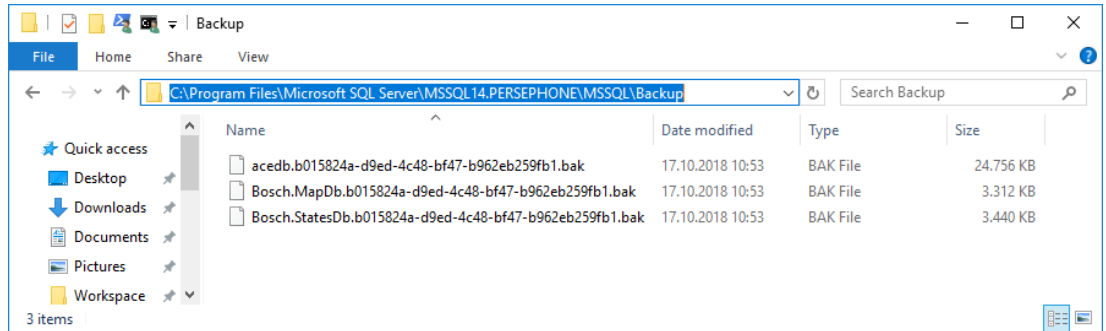 Backup
File Home Share View
C:\Program Files\Microsoft SQL Server\MSSQL14.PERSEPHONE\MSSQL\Backup Search Backup
Name Date modified Type Size
Quick access
Desktop
Downloads
Documents
Pictures
Workspace
acedb.b015824a-d9ed-4c48-bf47-b962eb259fb1.bak 17.10.2018 10:53 BAK File 24.756 KB
Bosch.MapDb.b015824a-d9ed-4c48-bf47-b962eb259fb1.bak 17.10.2018 10:53 BAK File 3.312 KB
Bosch.StatesDb.b015824a-d9ed-4c48-bf47-b962eb259fb1.bak 17.10.2018 10:53 BAK File 3.440 KB
3 items